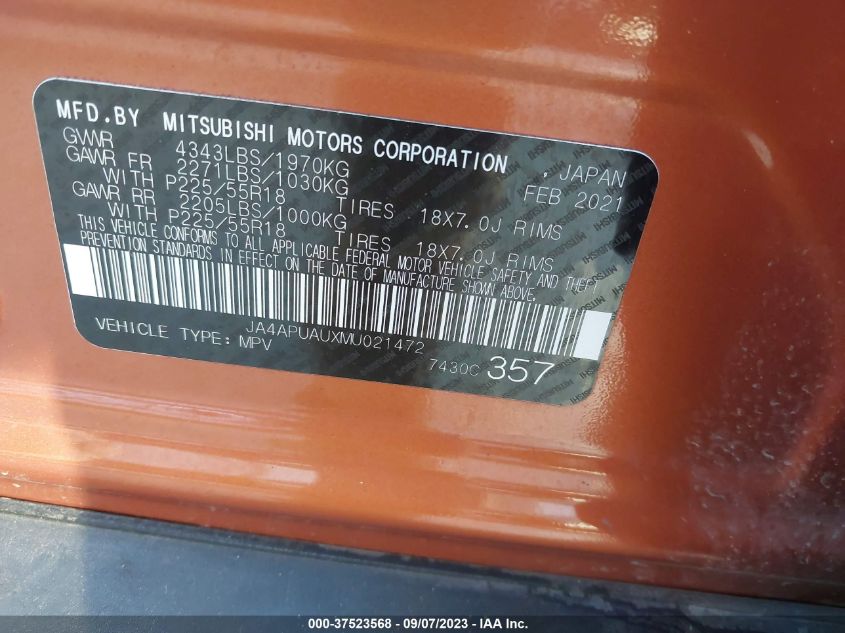 MFD.BY MITSUBISHI MOTORS CORPORATION JAPAN
GVWR 4343LBS/1970KG FEB 2021
GAWR FR 2271LBS/1030KG
WITH P225/55R18 TIRES 18X7.0J RIMS
GAWR RR 2205LBS/1000KG
WITH P225/55R18 TIRES 18X7.0J RIMS
THIS VEHICLE CONFORMS TO ALL APPLICABLE FEDERAL MOTOR VEHICLE SAFETY AND THEFT
PREVENTION STANDARDS IN EFFECT ON THE DATE OF MANUFACTURE SHOWN ABOVE.
JA4APUAUXMU021472
VEHICLE TYPE: MPV 7430C 357
000-37523568 - 09/07/2023 - © IAA Inc.